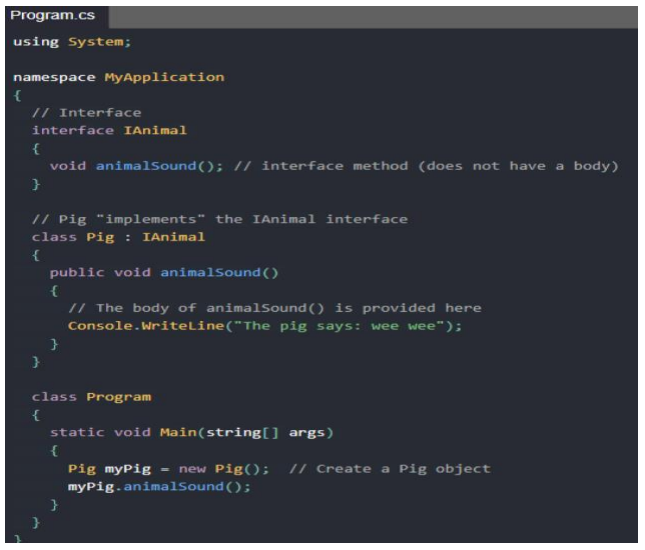 Program.cs
using System;
namespace MyApplication
{
// Interface
interface IAnimal
{
void animalSound(); // interface method (does not have a body)
}
// Pig "implements" the IAnimal interface
class Pig : IAnimal
{
public void animalSound()
{
// The body of animalSound() is provided here
Console.WriteLine("The pig says: wee wee");
}
}
class Program
{
static void Main(string[] args)
{
Pig myPig = new Pig();  // Create a Pig object
myPig.animalSound();
}
}
}